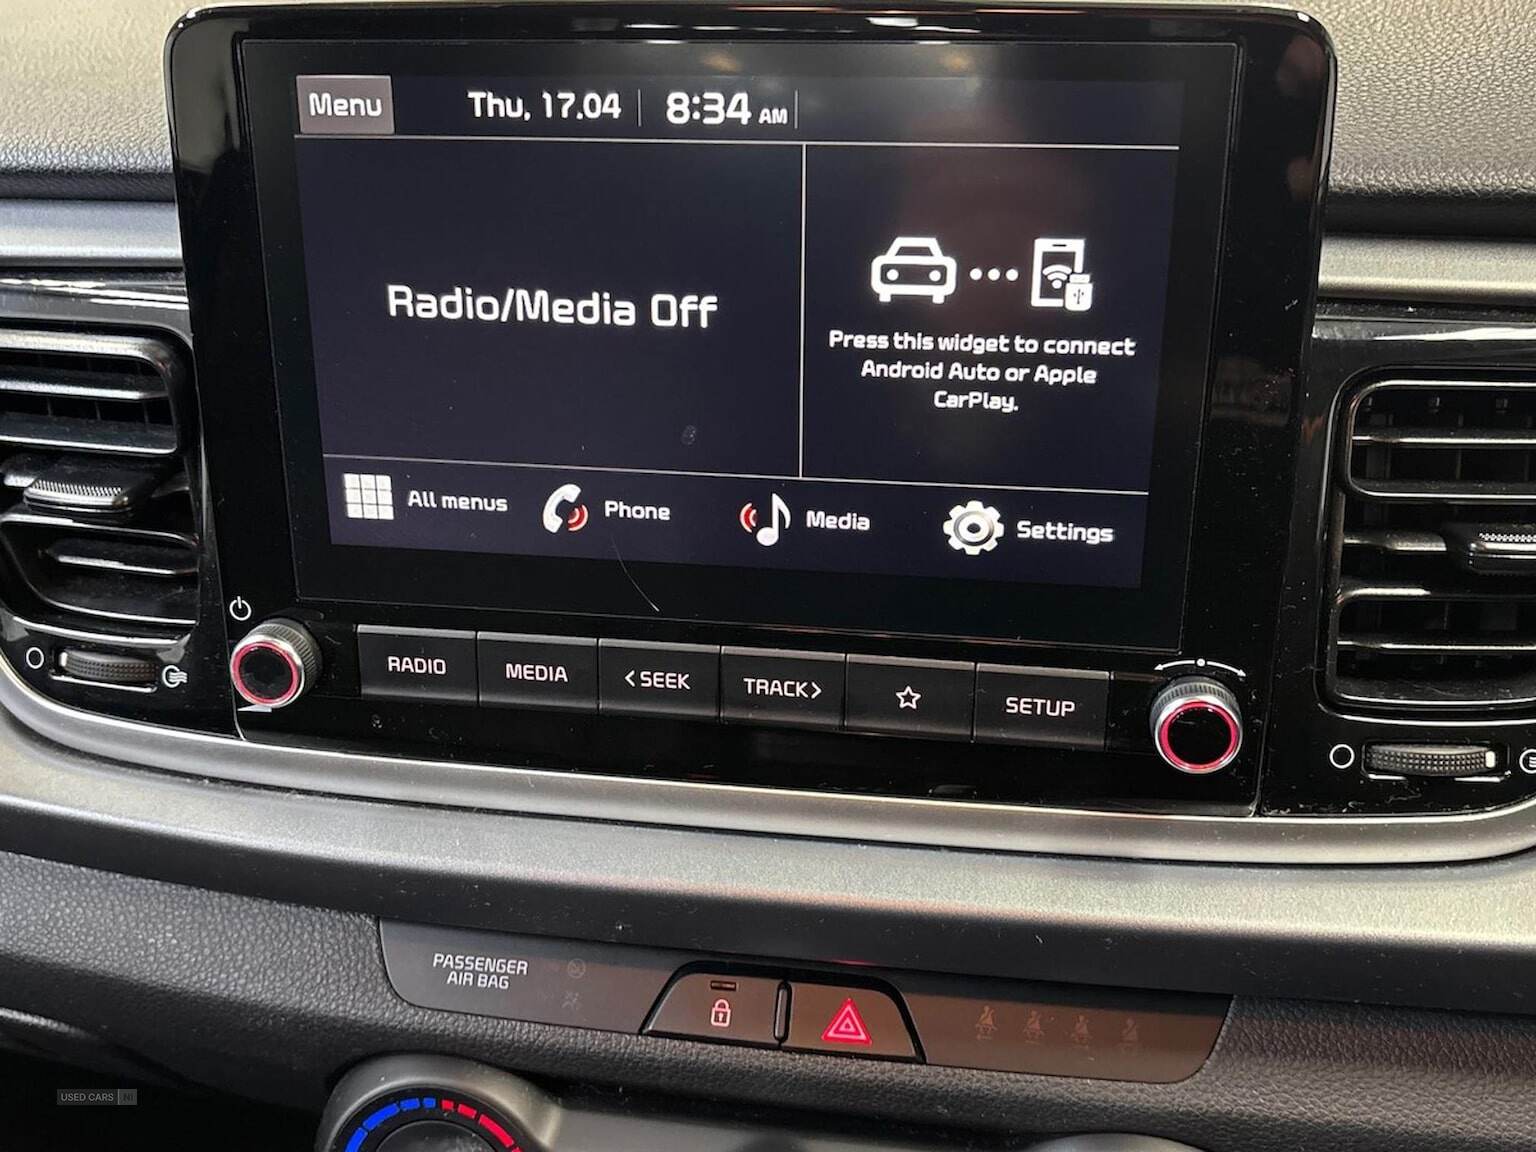 Menu
Thu, 17.04
8:34 AM
Radio/Media Off
Press this widget to connect
Android Auto or Apple
CarPlay.
All menus
Phone
Media
Settings
RADIO
MEDIA
<SEEK
TRACK>
SETUP
PASSENGER
AIR BAG
USED CARS NI